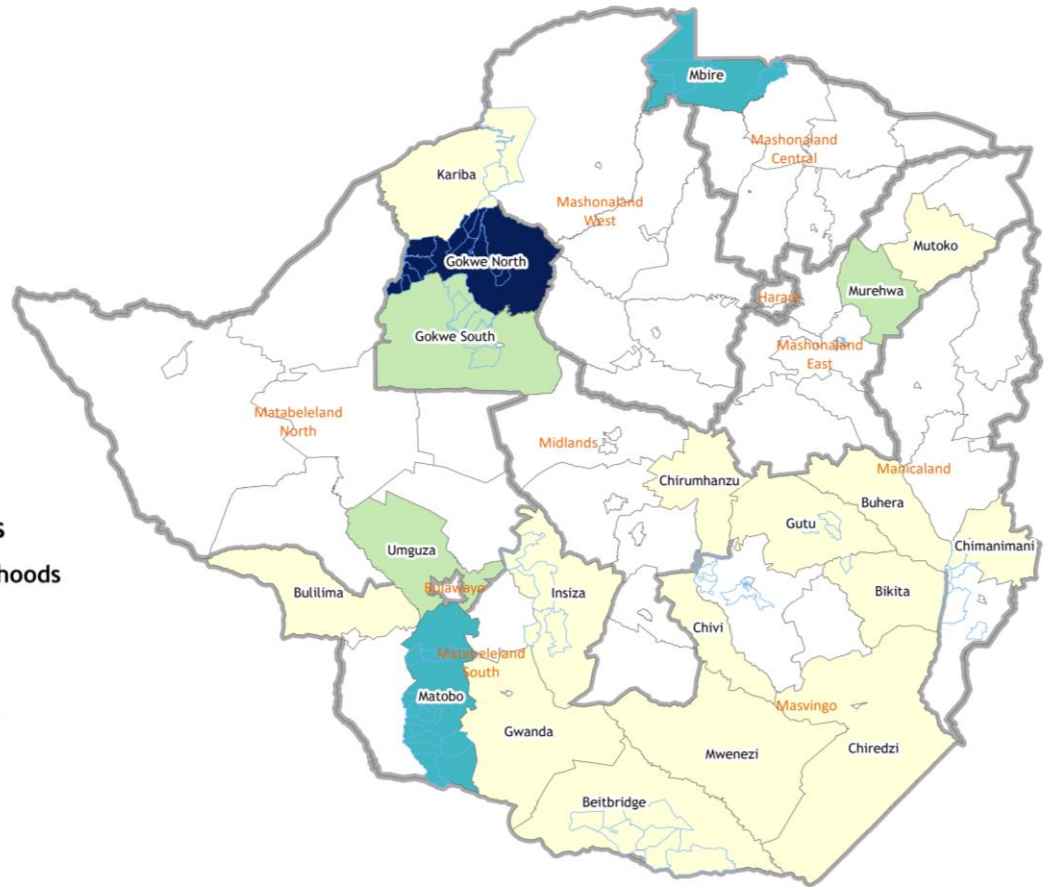 Mbire
Mashonaland
Central
Kariba
Mashonaland
West
Mutoko
Gokwe North
Murehwa
Harare
Gokwe South
Mashonaland
East
Matabeleland
North
Midlands
Manicaland
Chirumhanzu
Buhera
Gutu
s
Chimanimani
Umguza
hoods
Bulawayo
Bulilima
Insiza
Bikita
Chivi
Matabeleland
South
Matobo
Masvingo
Gwanda
Mwenezi
Chiredzi
Beitbridge